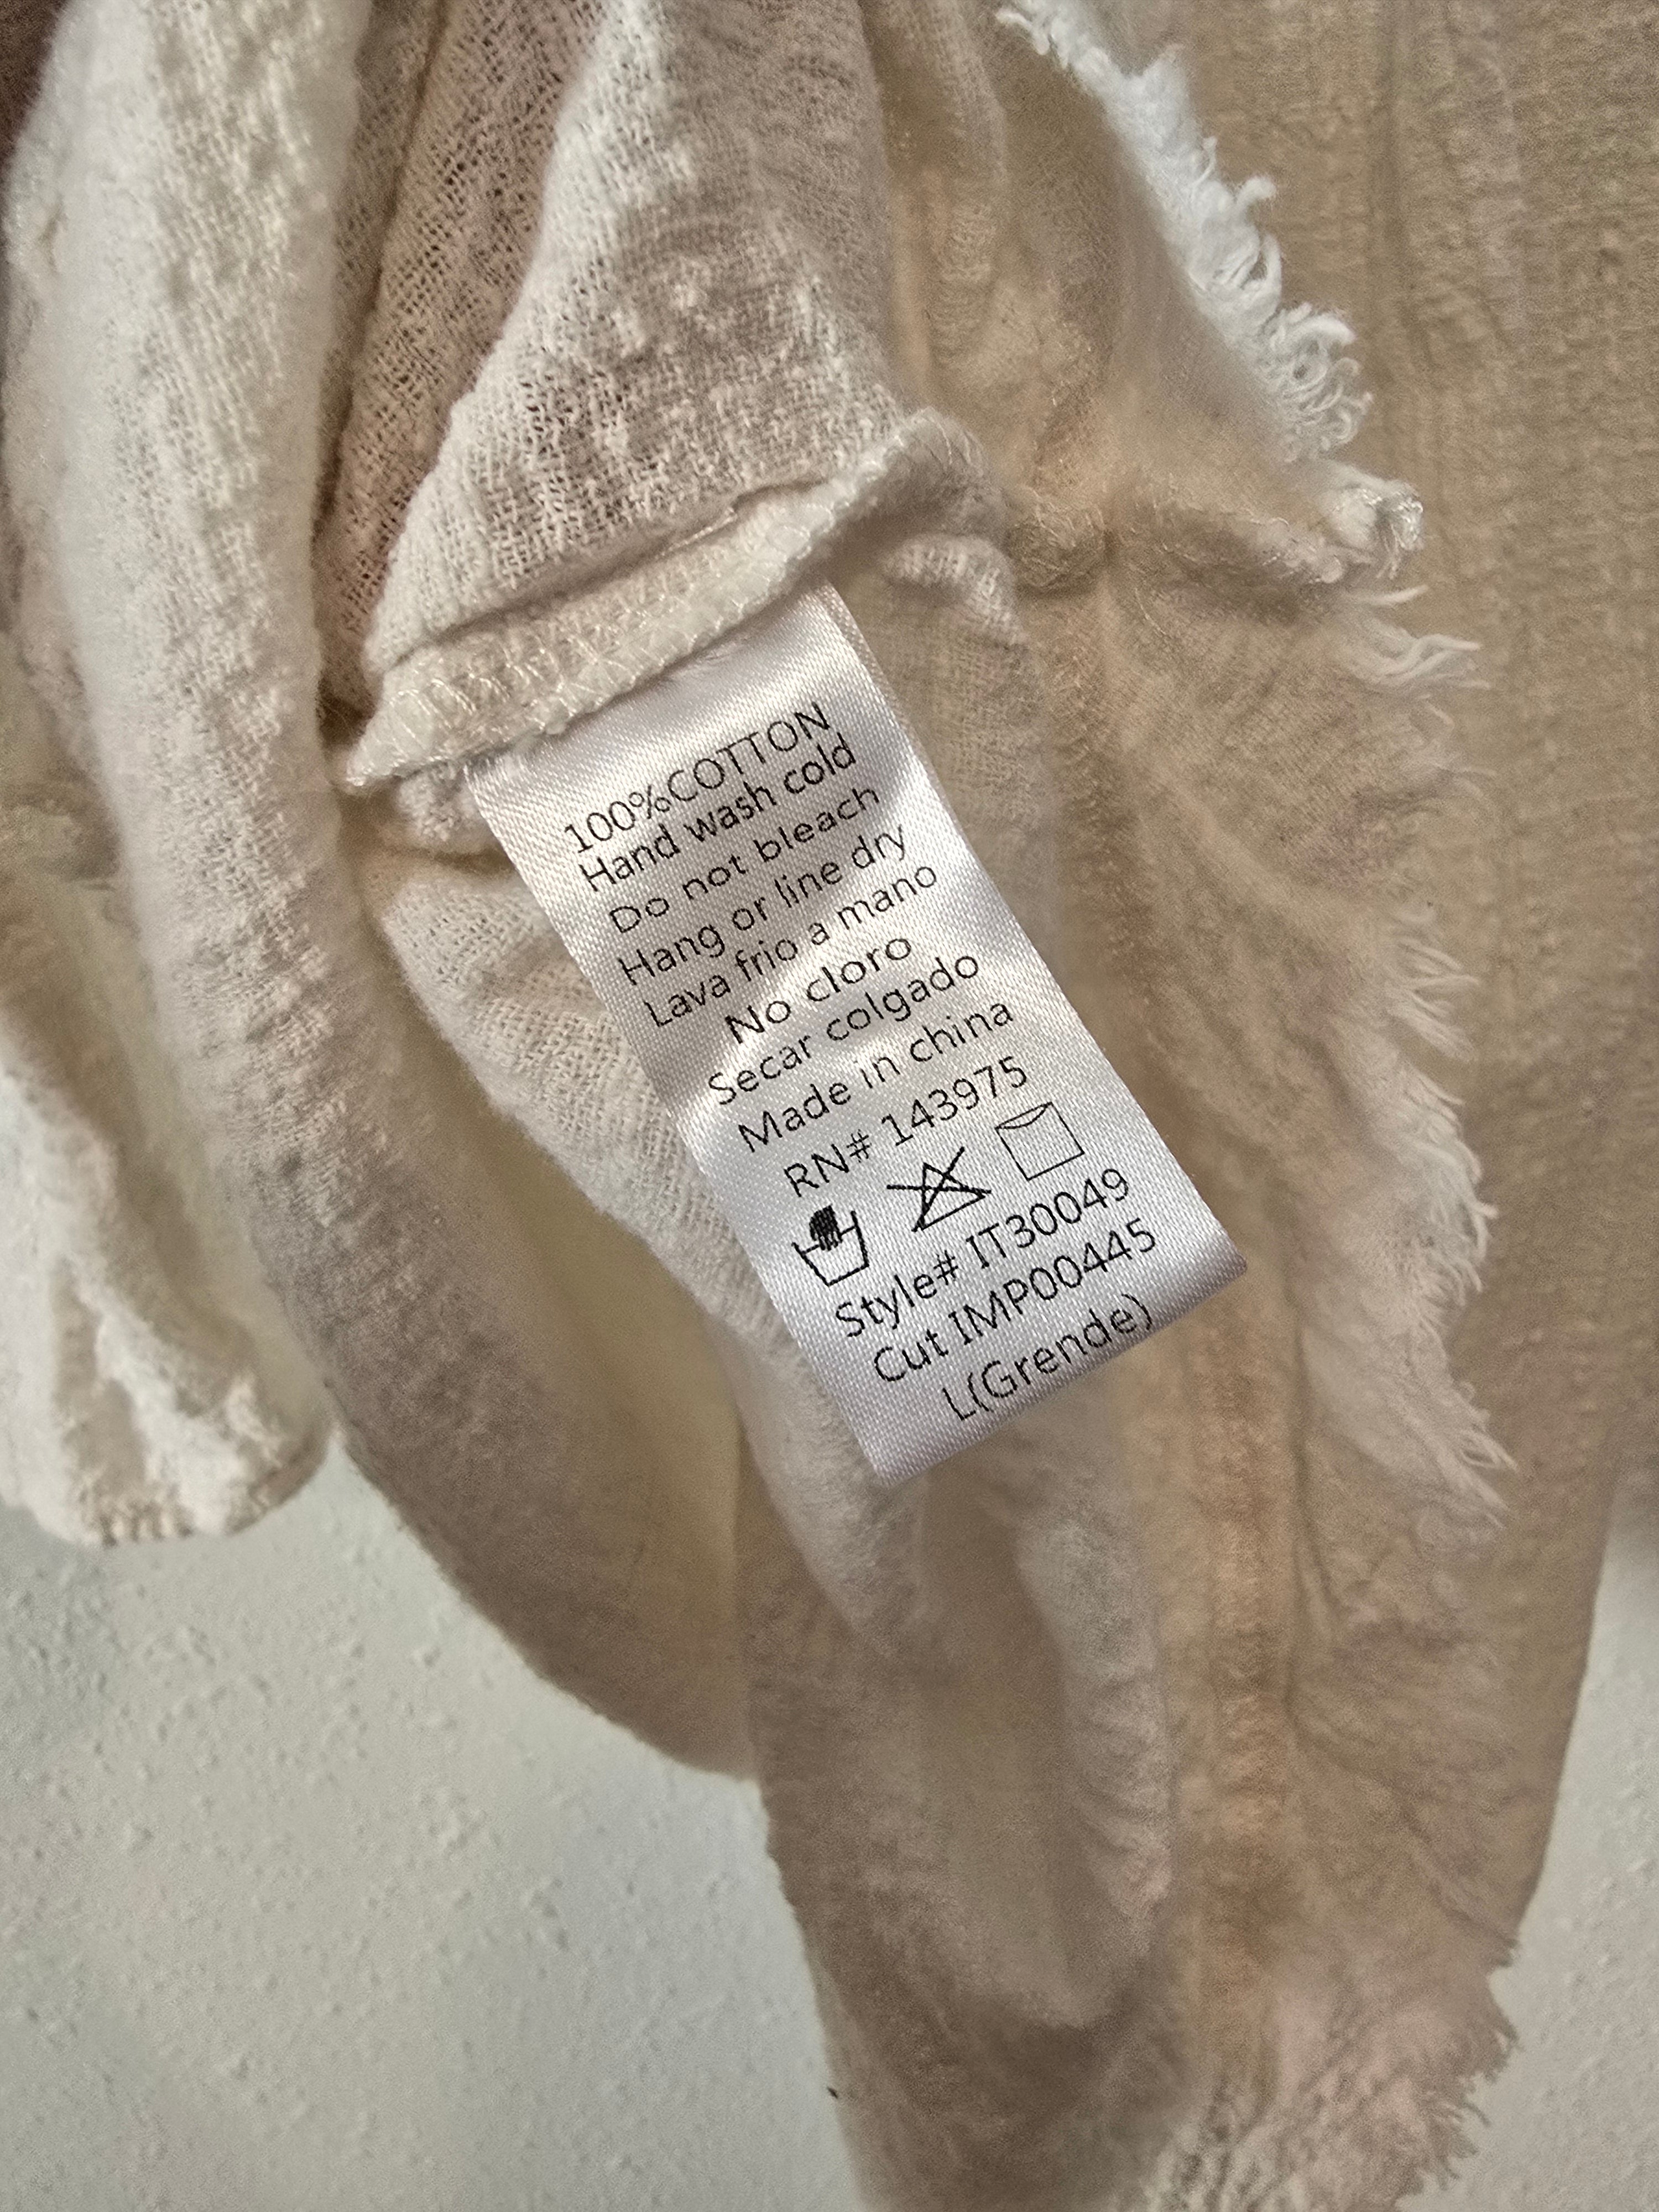 100%COTTON
Hand wash cold
Do not bleach
Hang or line dry
Lava frio a mano
No cloro
Secar colgado
Made in china
RN# 143975
Style# IT30049
Cut IMP00445
L(Grende)